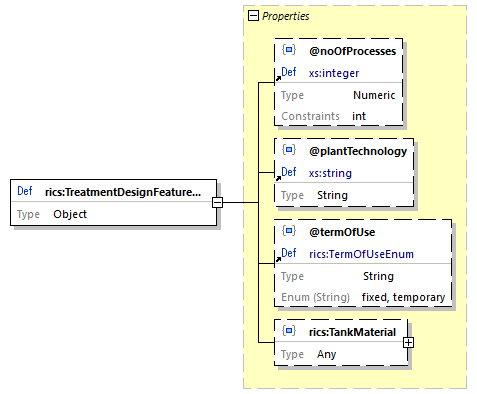 Properties
@noOfProcesses
Def xs:integer
Type Numeric
Constraints int
@plantTechnology
Def xs:string
Type String
Def rics:TreatmentDesignFeature...
Type Object
@termOfUse
Def rics:TermOfUseEnum
Type String
Enum (String) fixed, temporary
rics:TankMaterial
Type Any